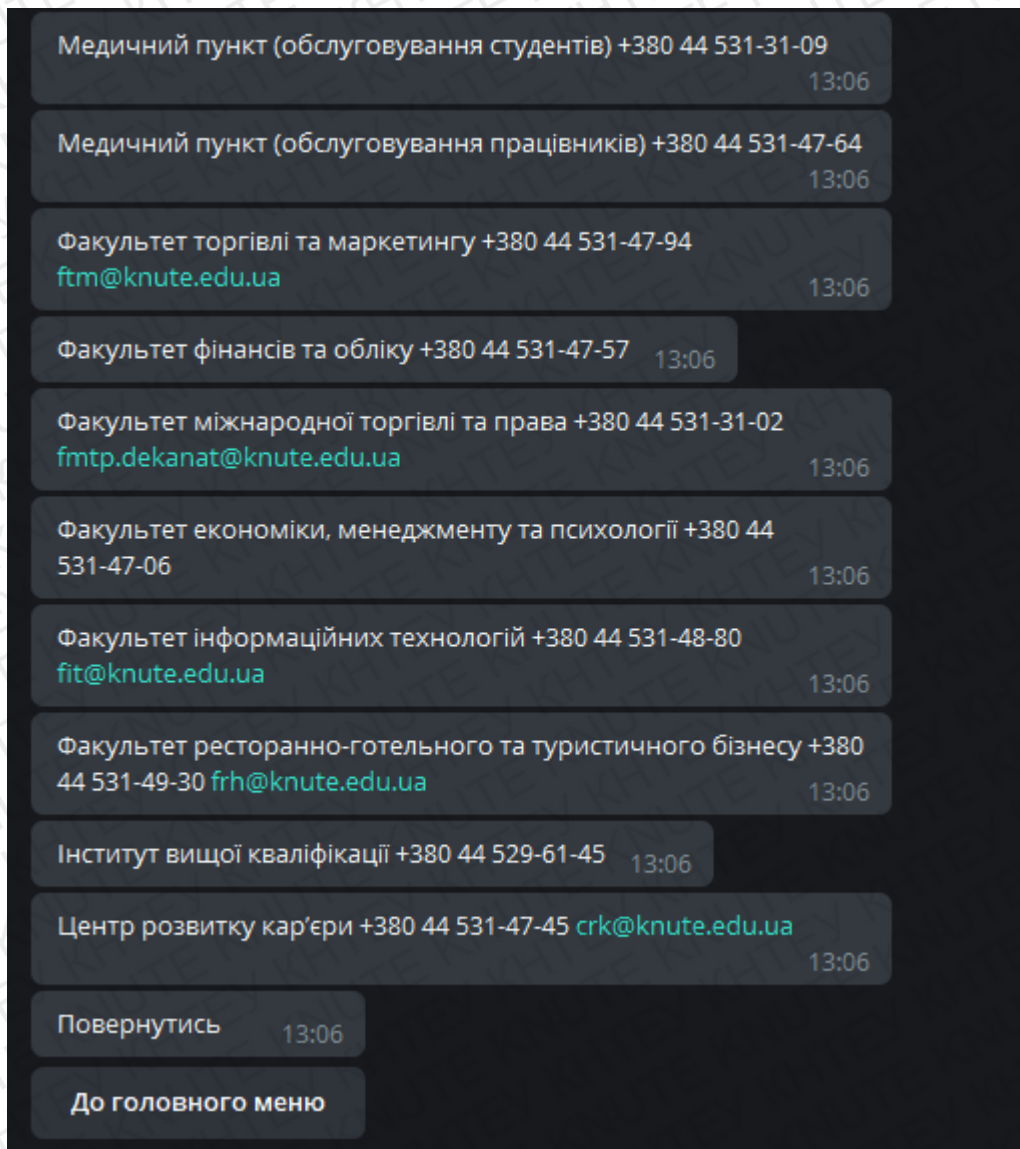 Медичний пункт (обслуговування студентів) +380 44 531-31-09
13:06
Медичний пункт (обслуговування працівників) +380 44 531-47-64
13:06
Факультет торгівлі та маркетингу +380 44 531-47-94
ftm@knute.edu.ua
13:06
Факультет фінансів та обліку +380 44 531-47-57 13:06
Факультет міжнародної торгівлі та права +380 44 531-31-02
fmtp.dekanat@knute.edu.ua
13:06
Факультет економіки, менеджменту та психології +380 44
531-47-06
13:06
Факультет інформаційних технологій +380 44 531-48-80
fit@knute.edu.ua
13:06
Факультет ресторанно-готельного та туристичного бізнесу +380
44 531-49-30 frh@knute.edu.ua
13:06
Інститут вищої кваліфікації +380 44 529-61-45 13:06
Центр розвитку кар’єри +380 44 531-47-45 crk@knute.edu.ua
13:06
Повернутись 13:06
До головного меню